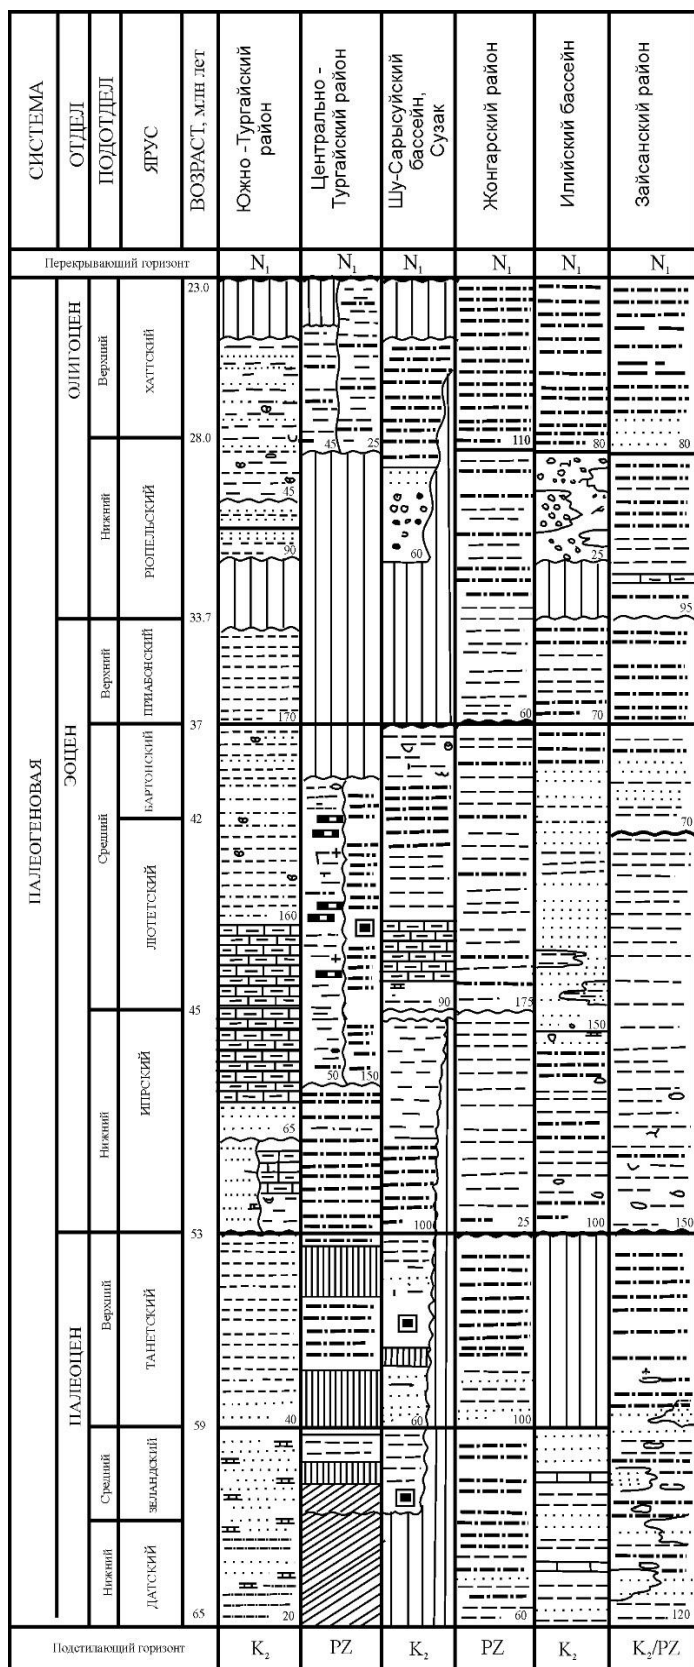 СИСТЕМА
ОТДЕЛ
ПОДОТДЕЛ
ЯРУС
ВОЗРАСТ, млн лет
Южно - Тургайский
район
Центрально -
Тургайский район
Шу-Сарысуйский
бассейн,
Сузак
Жонгарский район
Илийский бассейн
Зайсанский район
Перекрывающий горизонт
N1
N1
N1
N1
N1
N1
ПАЛЕОГЕНОВАЯ
ОЛИГОЦЕН
Верхний
ХАТТСКИЙ
23.0
45
25
110
80
80
28.0
Нижний
РЮПЕЛЬСКИЙ
45
90
60
25
95
33.7
ЭОЦЕН
Верхний
ПРИАБОНСКИЙ
170
60
70
37
Средний
БАРТОНСКИЙ
42
70
ЛЮТЕТСКИЙ
160
90
175
150
45
Нижний
ИПРСКИЙ
50
150
65
100
25
100
150
53
ПАЛЕОЦЕН
Верхний
ТАНЕТСКИЙ
40
60
100
59
Средний
ЗЕЛАНДСКИЙ
Нижний
ДАТСКИЙ
65
20
60
120
Подстилающий горизонт
K2
PZ
K2
PZ
K2
K2/PZ